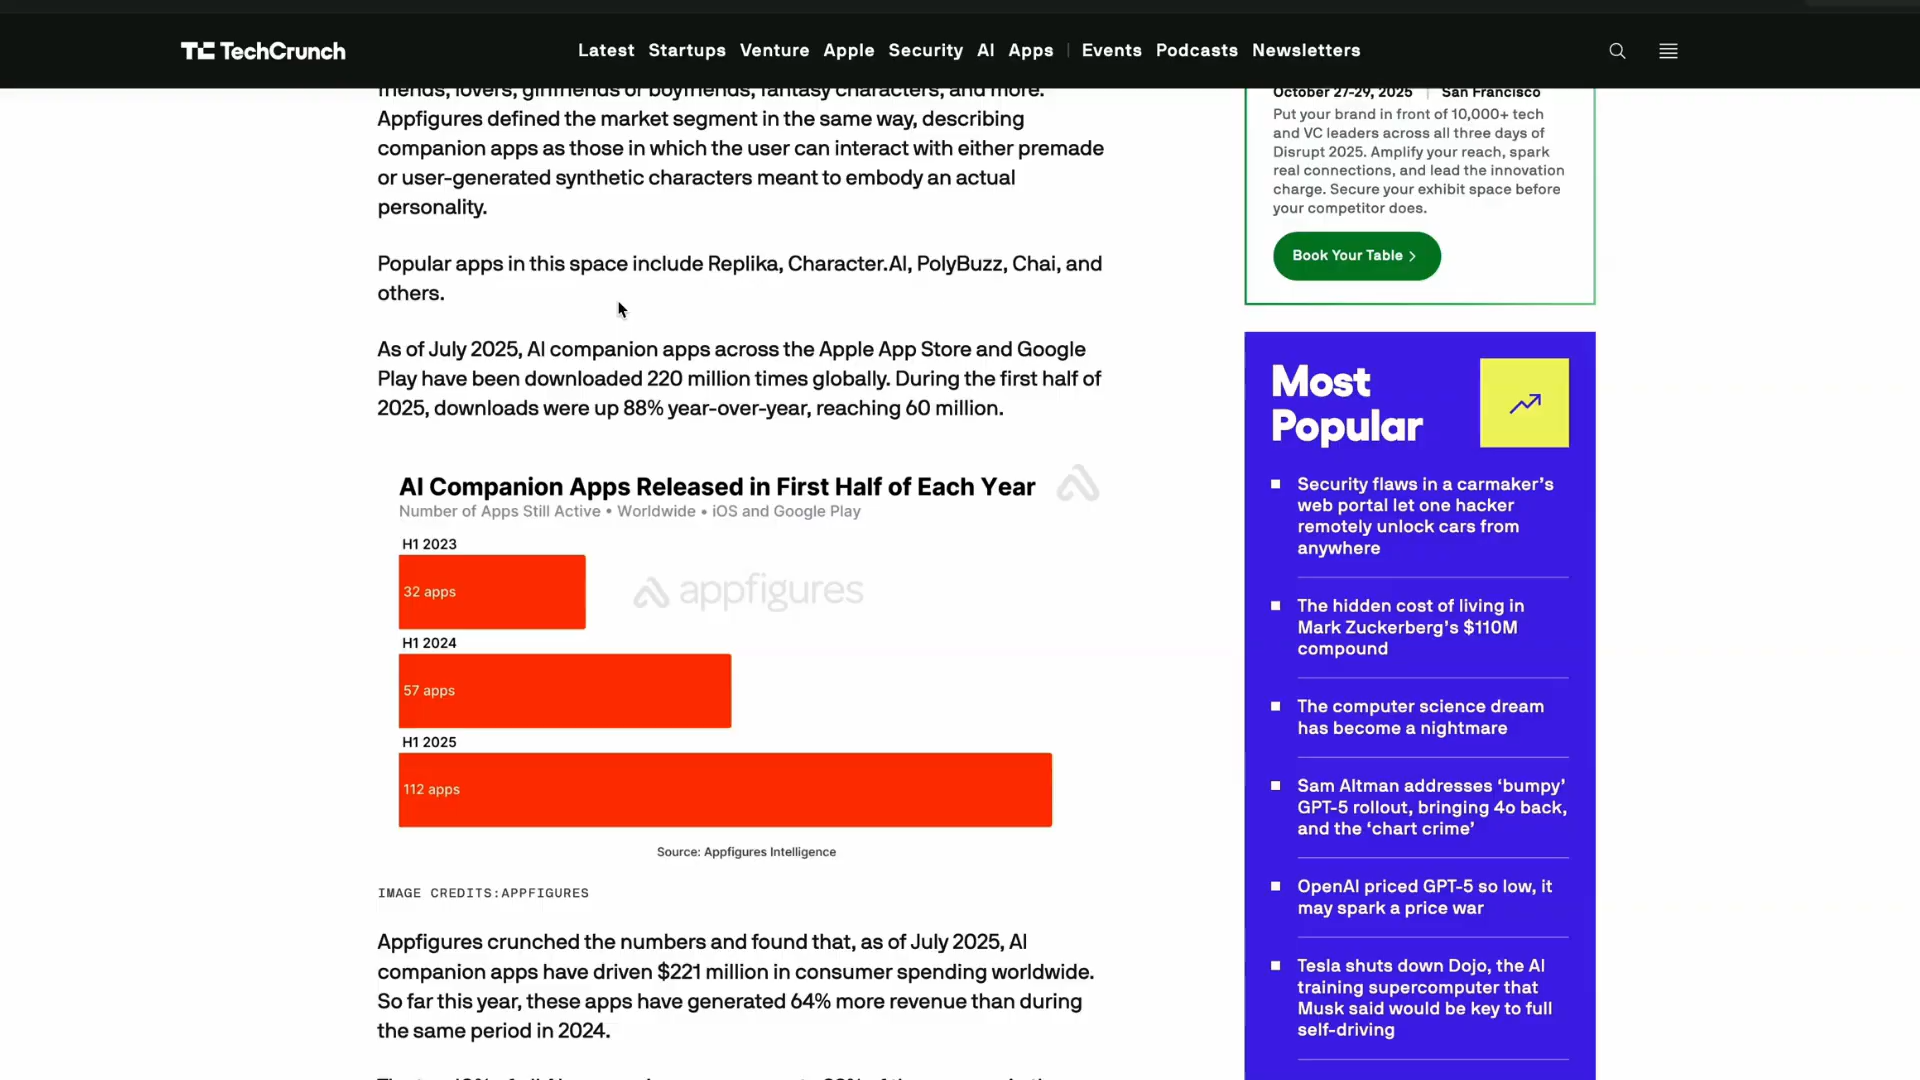 TechCrunch
Latest Startups Venture Apple Security AI Apps Events Podcasts Newsletters
friends, lovers, girlfriends or boyfriends, fantasy characters, and more.
Appfigures defined the market segment in the same way, describing
companion apps as those in which the user can interact with either premade
or user-generated synthetic characters meant to embody an actual
personality.
Popular apps in this space include Replika, Character.AI, PolyBuzz, Chai, and
others.
As of July 2025, AI companion apps across the Apple App Store and Google
Play have been downloaded 220 million times globally. During the first half of
2025, downloads were up 88% year-over-year, reaching 60 million.
AI Companion Apps Released in First Half of Each Year
Number of Apps Still Active • Worldwide • iOS and Google Play
H1 2023
32 apps
appfigures
H1 2024
57 apps
H1 2025
112 apps
Source: Appfigures Intelligence
IMAGE CREDITS:APPFIGURES
Appfigures crunched the numbers and found that, as of July 2025, AI
companion apps have driven $221 million in consumer spending worldwide.
So far this year, these apps have generated 64% more revenue than during
the same period in 2024.
October 27-29, 2025 | San Francisco
Put your brand in front of 10,000+ tech
and VC leaders across all three days of
Disrupt 2025. Amplify your reach, spark
real connections, and lead the innovation
charge. Secure your exhibit space before
your competitor does.
Book Your Table
Most
Popular
Security flaws in a carmaker’s
web portal let one hacker
remotely unlock cars from
anywhere
The hidden cost of living in
Mark Zuckerberg’s $110M
compound
The computer science dream
has become a nightmare
Sam Altman addresses ‘bumpy’
GPT-5 rollout, bringing 4o back,
and the ‘chart crime’
OpenAI priced GPT-5 so low, it
may spark a price war
Tesla shuts down Dojo, the AI
training supercomputer that
Musk said would be key to full
self-driving